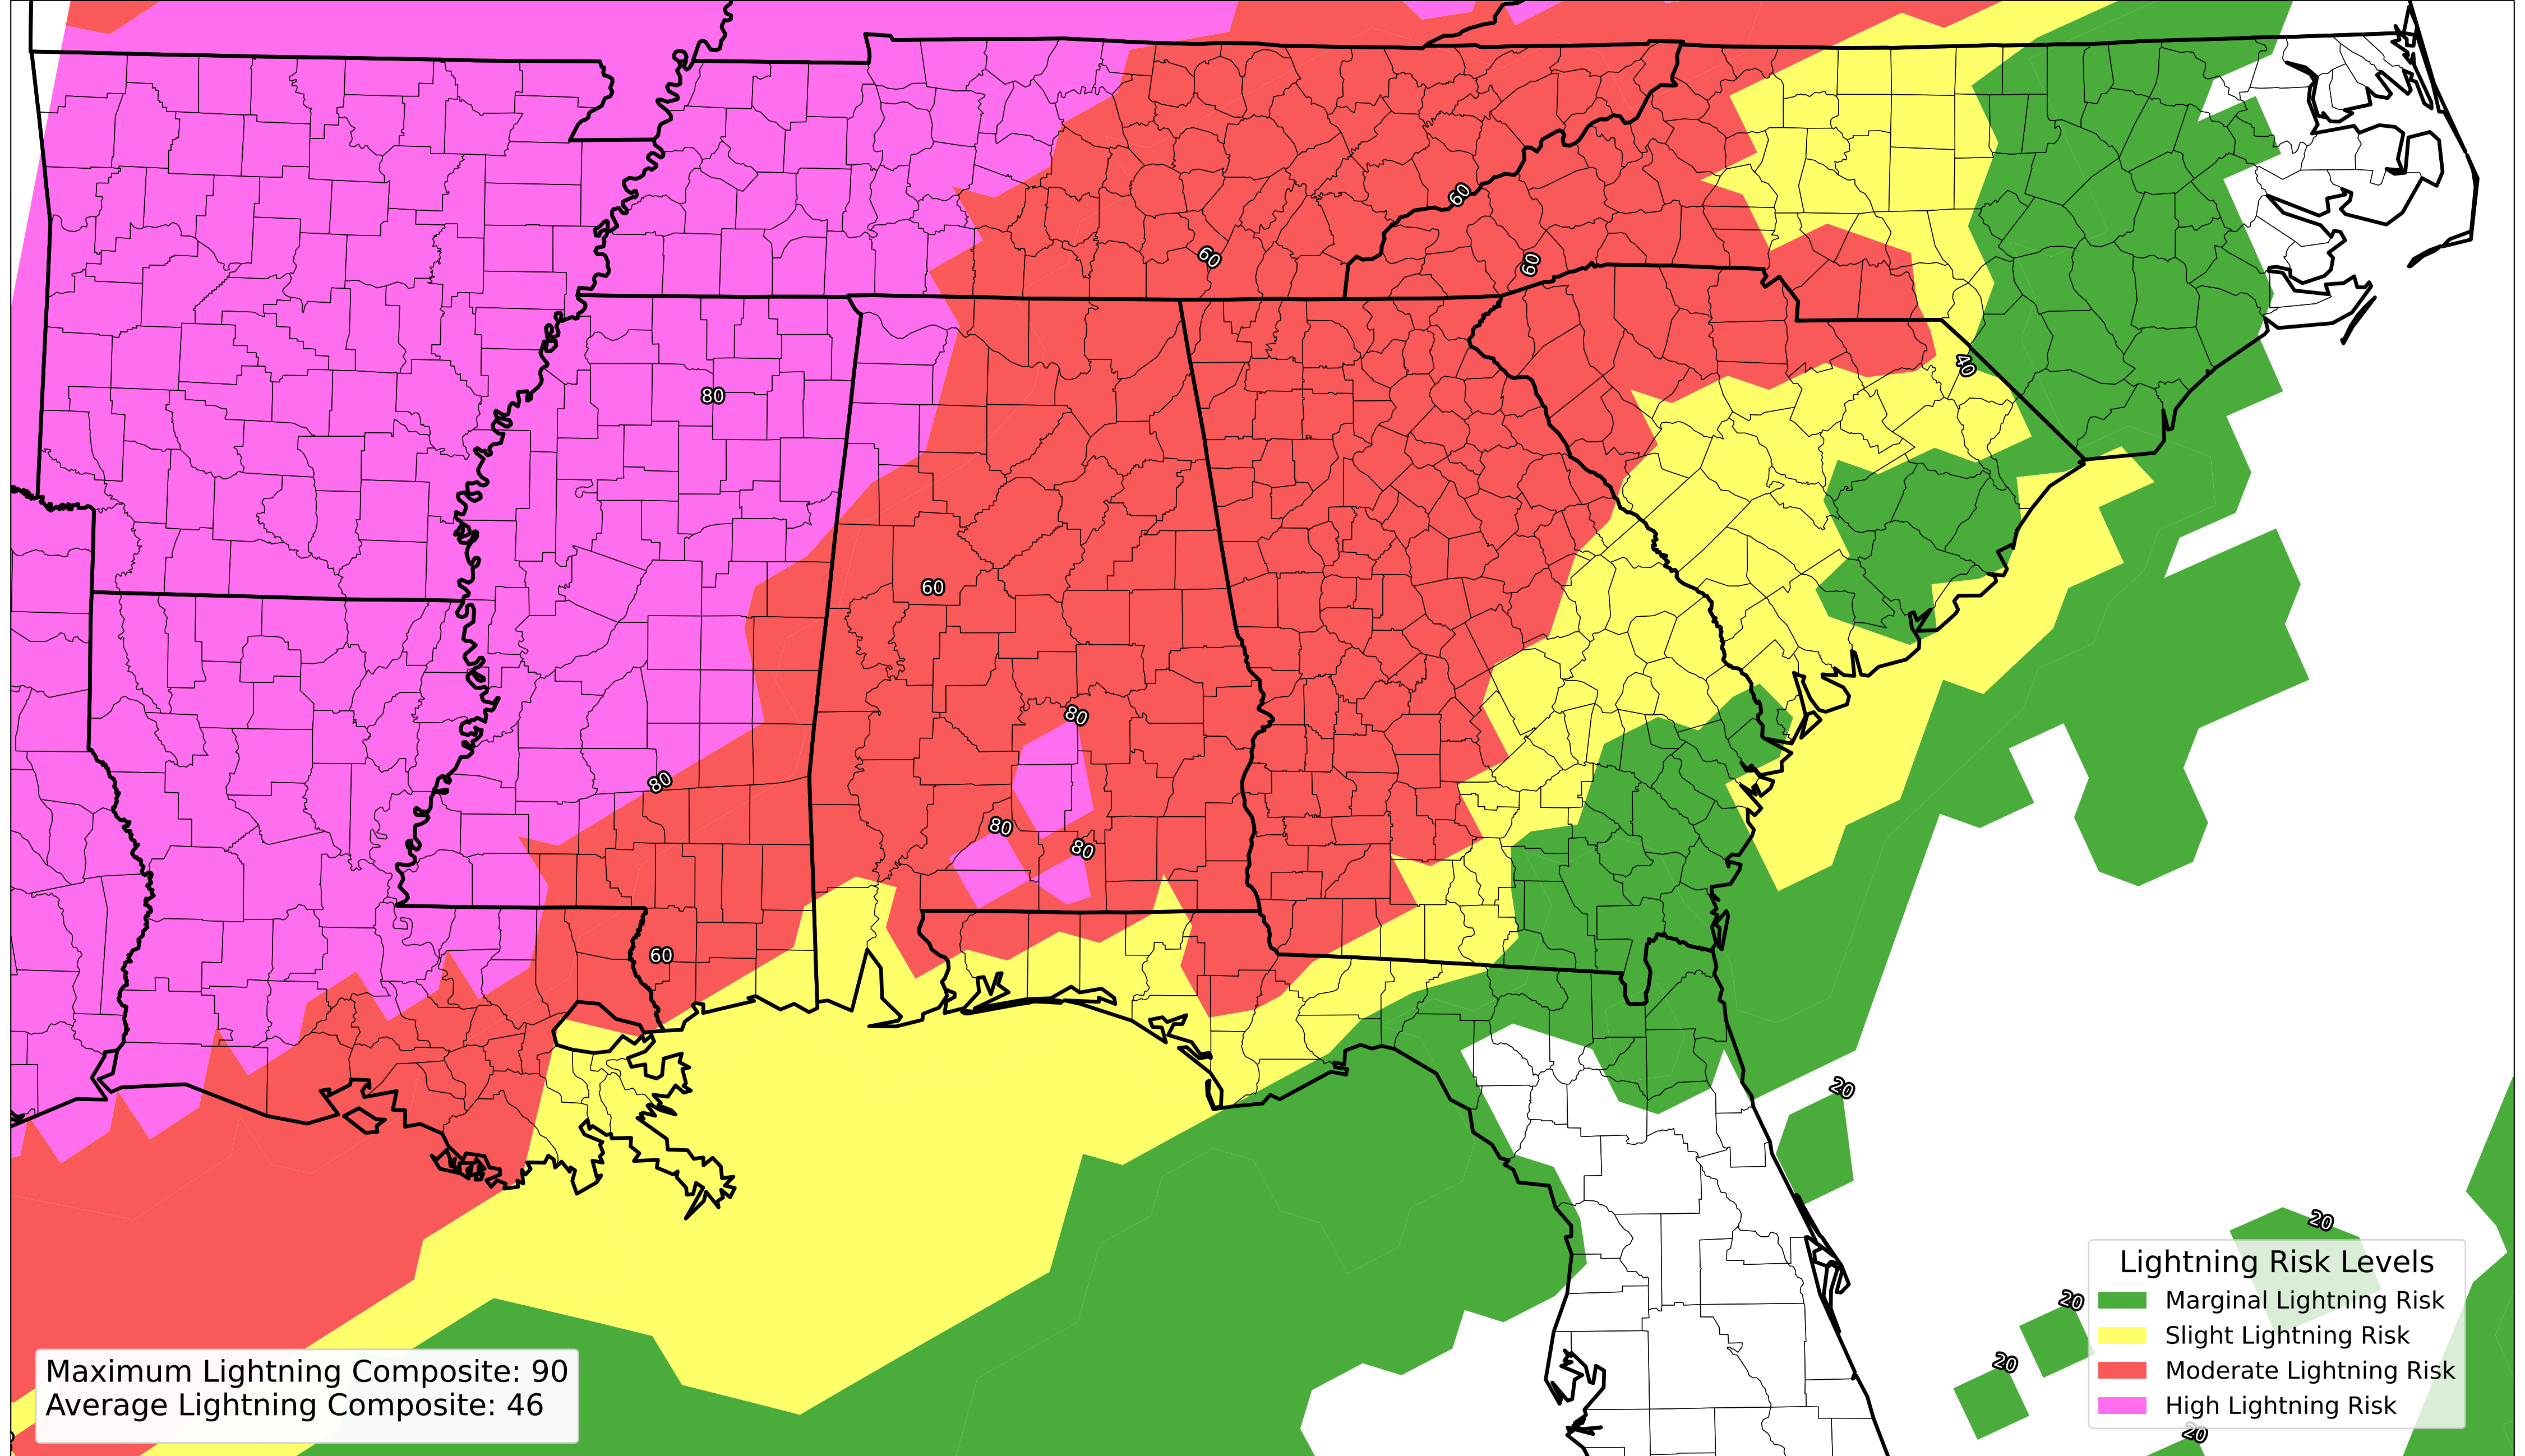 60
60
60
40
80
60
80
80
80
80
60
20
20
20
20
20
Lightning Risk Levels
Marginal Lightning Risk
Slight Lightning Risk
Moderate Lightning Risk
High Lightning Risk
Maximum Lightning Composite: 90
Average Lightning Composite: 46